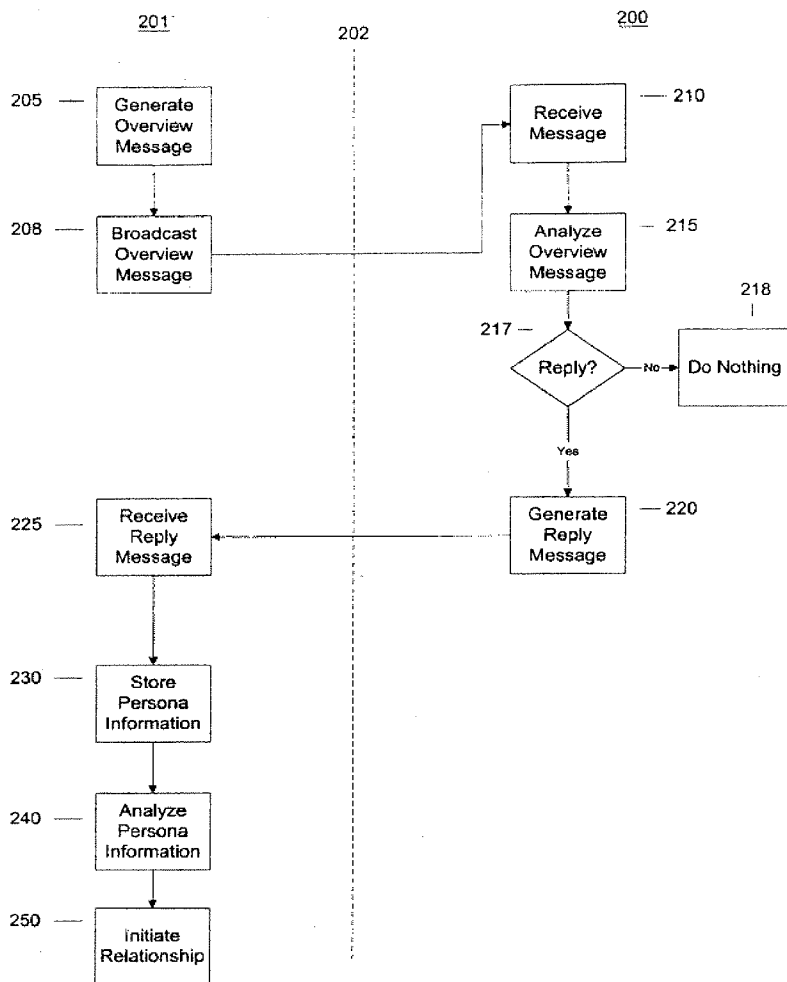 201
202
200
205
Generate
Overview
Message
210
Receive
Message
208
Broadcast
Overview
Message
215
Analyze
Overview
Message
218
217
Reply?
No
Do Nothing
Yes
225
Receive
Reply
Message
220
Generate
Reply
Message
230
Store
Persona
Information
240
Analyze
Persona
Information
250
Initiate
Relationship